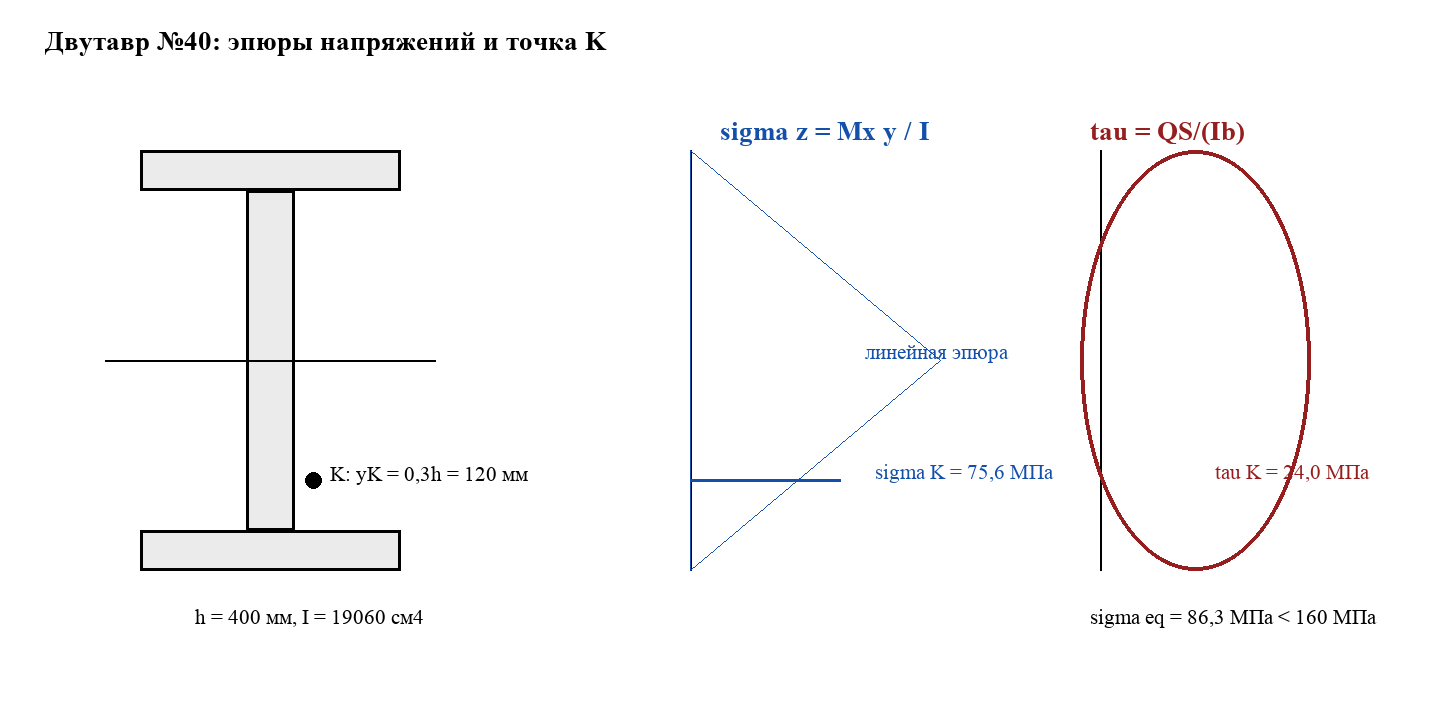 Двутавр №40: эпюры напряжений и точка K
sigma z = Mx y / I
tau = QS/(Ib)
линейная эпюра
K: yK = 0,3h = 120 мм
sigma K = 75,6 МПа
tau K = 24,0 МПа
h = 400 мм, I = 19060 см4
sigma eq = 86,3 МПа < 160 МПа